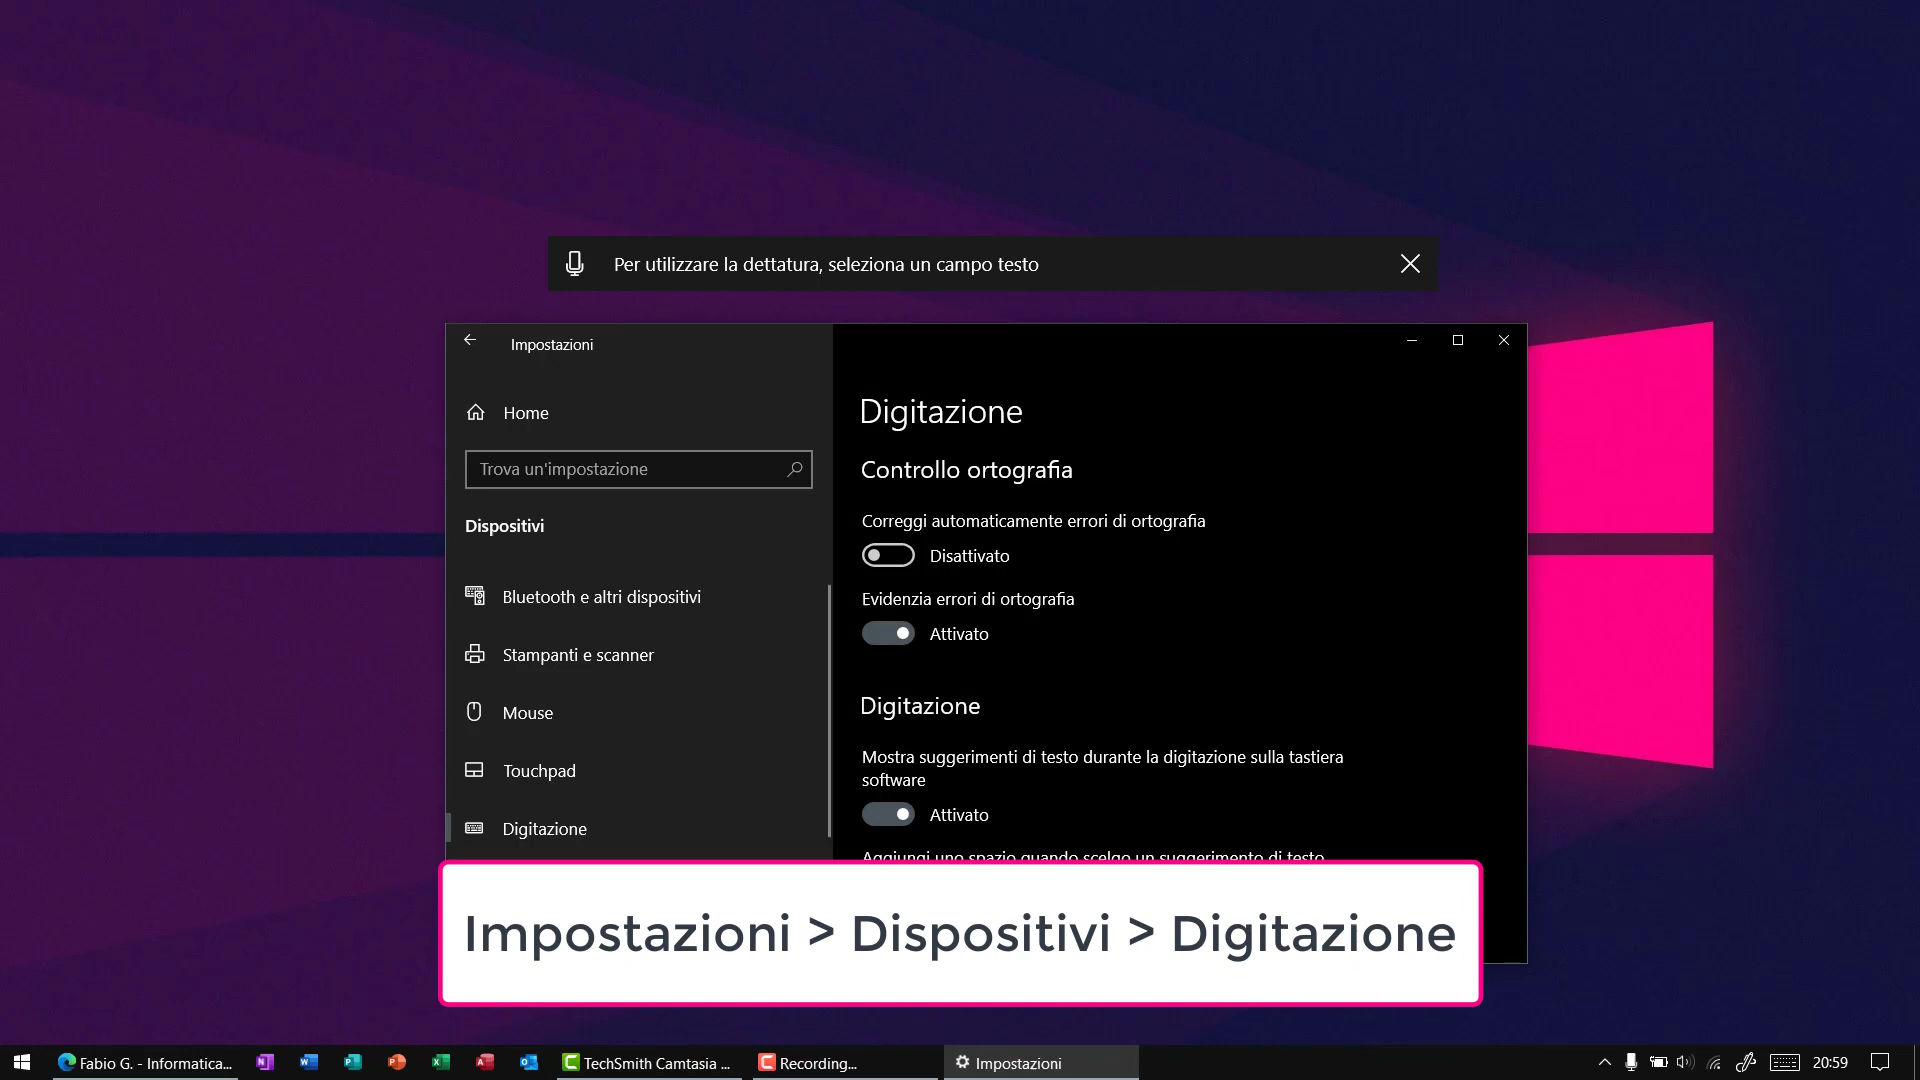 Per utilizzare la dettatura, seleziona un campo testo
Impostazioni
Home
Trova un'impostazione
Dispositivi
Bluetooth e altri dispositivi
Stampanti e scanner
Mouse
Touchpad
Digitazione
Digitazione
Controllo ortografia
Correggi automaticamente errori di ortografia
Disattivato
Evidenzia errori di ortografia
Attivato
Digitazione
Mostra suggerimenti di testo durante la digitazione sulla tastiera
software
Attivato
Aggiungi uno spazio quando scelgo un suggerimento di testo
Impostazioni > Dispositivi > Digitazione
Fabio G. - Informatica...
TechSmith Camtasia ...
Recording...
Impostazioni
20:59